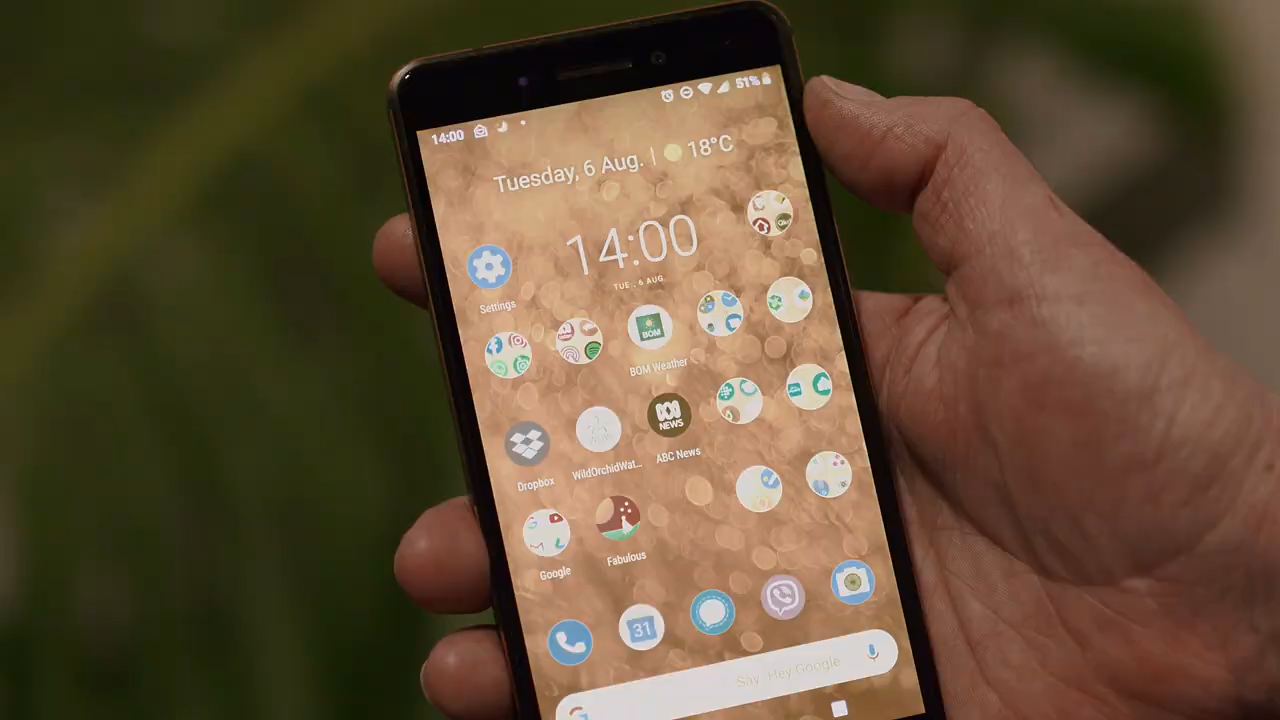 14:00 51%
Tuesday, 6 Aug. | 18°C
14:00
TUE., 6 AUG
Settings
BOM
BOM Weather
NEWS
Dropbox
WildOrchidWat...
ABC News
Google
Fabulous
31
Say "Hey Google